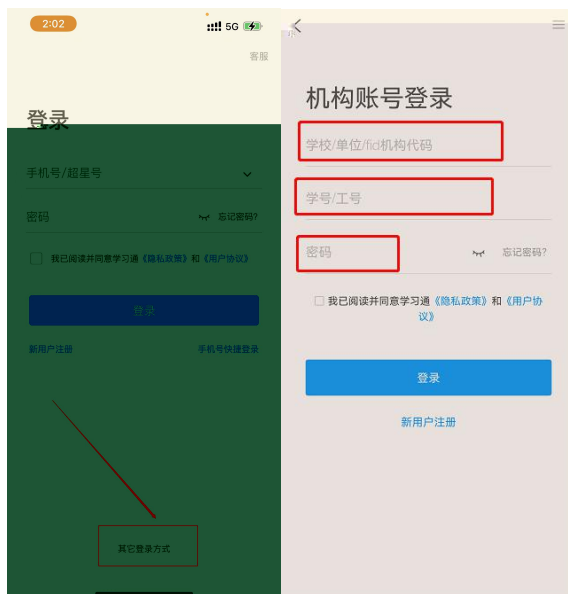 2:02
5G
客服
登录
手机号/超星号
密码
忘记密码?
我已阅读并同意学习通《隐私政策》和《用户协议》
登录
新用户注册
手机号快捷登录
其它登录方式
机构账号登录
学校/单位/fid机构代码
学号/工号
密码
忘记密码?
我已阅读并同意学习通《隐私政策》和《用户协
议》
登录
新用户注册